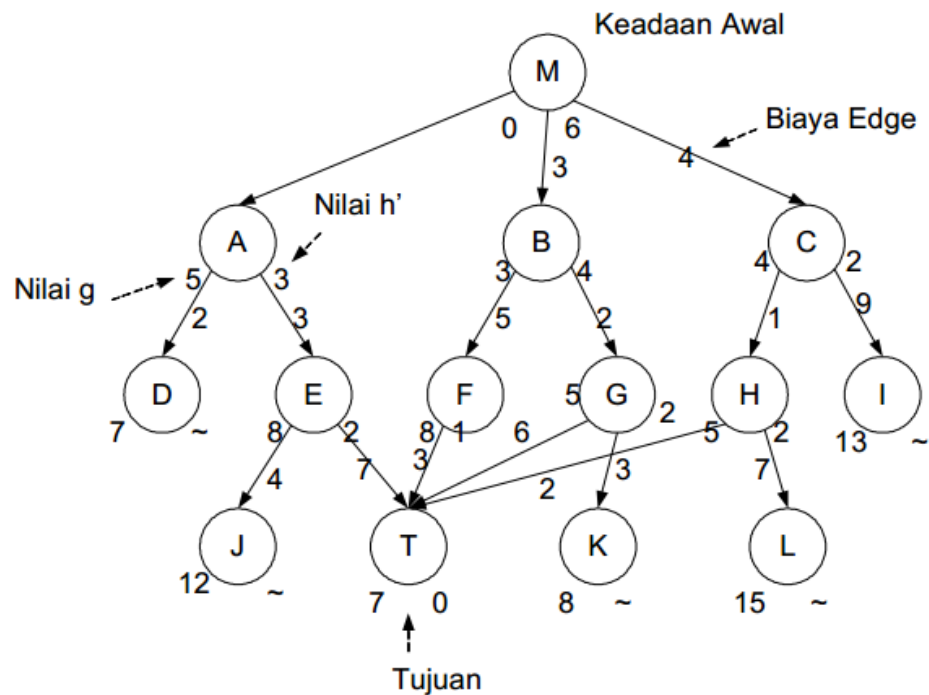 Keadaan Awal
M
0 6
Biaya Edge
3
4
Nilai h'
A
B
C
Nilai g
5 3
3 4
4 2
2
3
5
2
1
9
D
E
F
5 G 2
H
I
7 ~
8 2
8 1
6
5 2
13 ~
4
7
3
2
3
7
J
T
K
L
12 ~
7 0
8 ~
15 ~
Tujuan